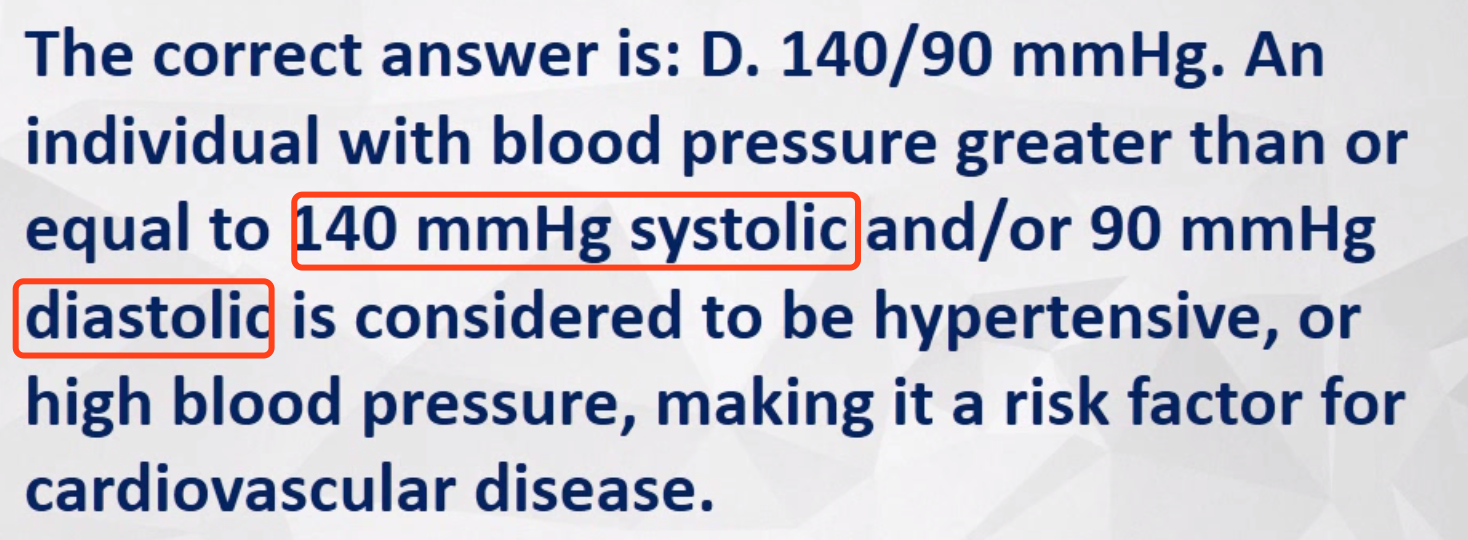 The correct answer is: D. 140/90 mmHg. An
individual with blood pressure greater than or
equal to 140 mmHg systolic and/or 90 mmHg
diastolic is considered to be hypertensive, or
high blood pressure, making it a risk factor for
cardiovascular disease.